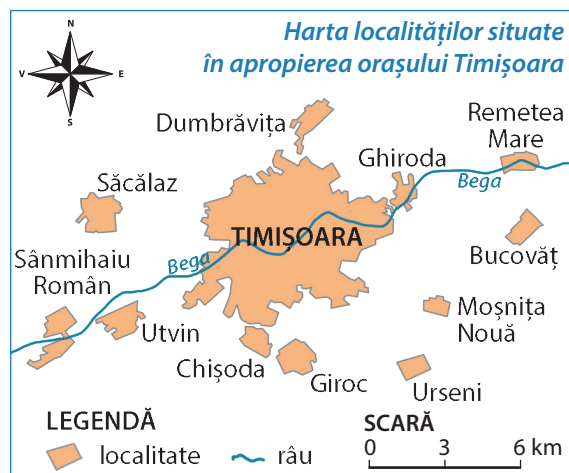 Harta localităților situate
în apropierea orașului Timișoara
N
V
E
S
Dumbrăvița
Remetea
Mare
Ghiroda
Bega
Săcălaz
TIMIȘOARA
Bucovăț
Sânmihaiu
Român
Bega
Moșnița
Nouă
Utvin
Chișoda
Giroc
Urseni
LEGENDĂ
localitate
râu
SCARĂ
0 3 6 km